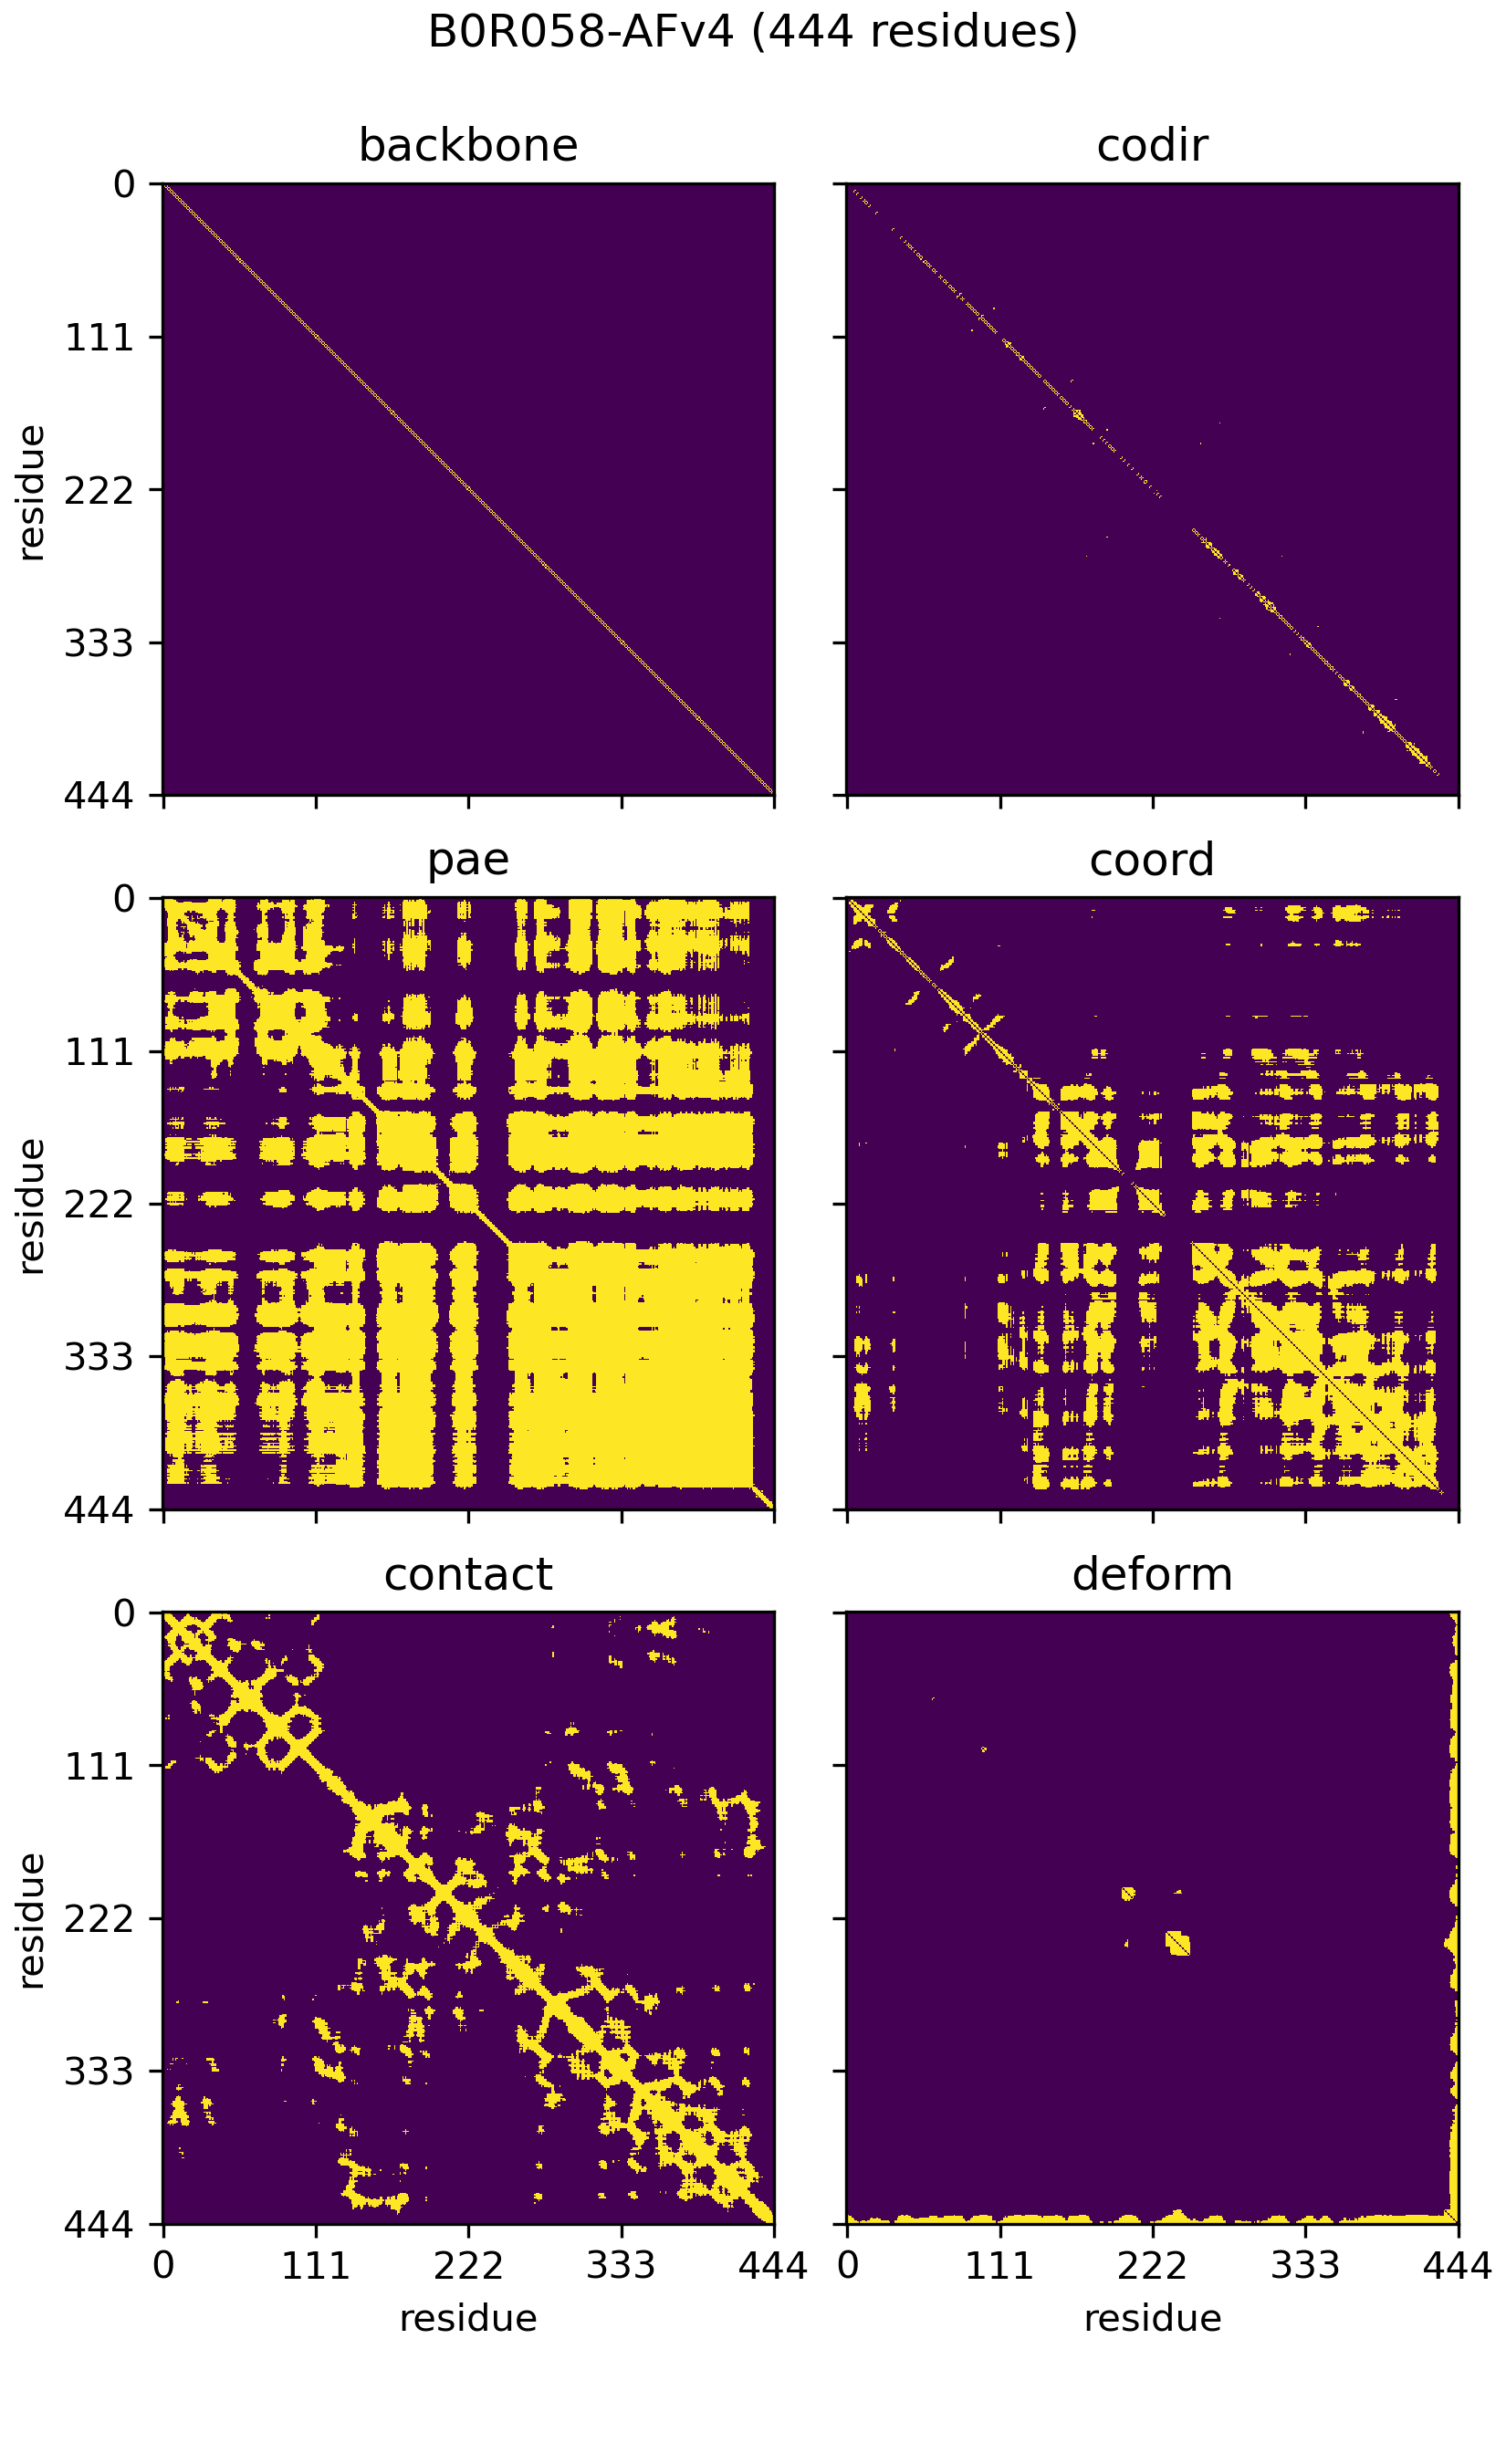 B0R058-AFv4 (444 residues)
backbone
codir
0
111
222
333
444
residue
pae
coord
0
111
222
333
444
residue
contact
deform
0
111
222
333
444
residue
0 111 222 333 444
0 111 222 333 444
residue
residue